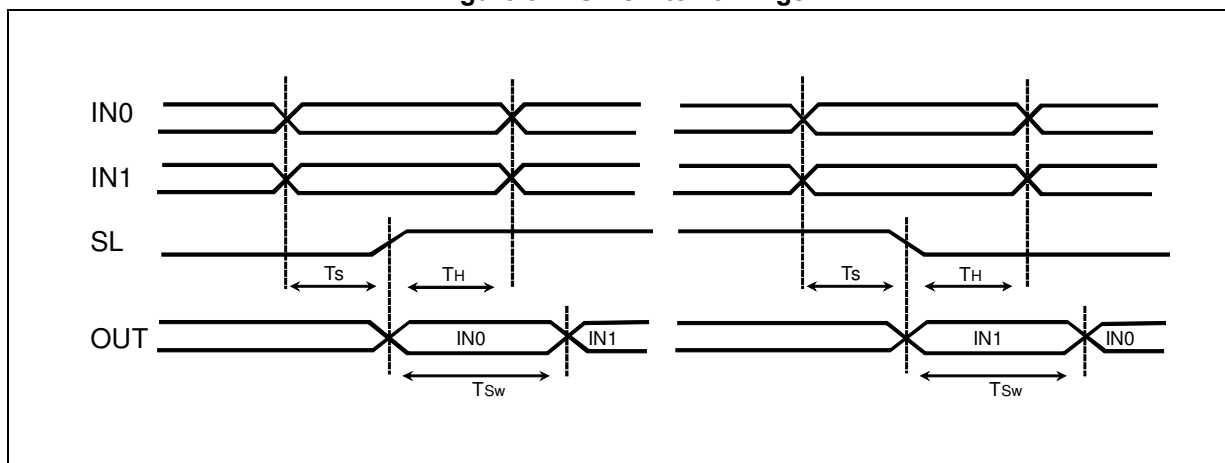 IN0
IN1
SL
Ts TH Ts TH
OUT IN0 IN1 IN1 IN0
TSw TSw